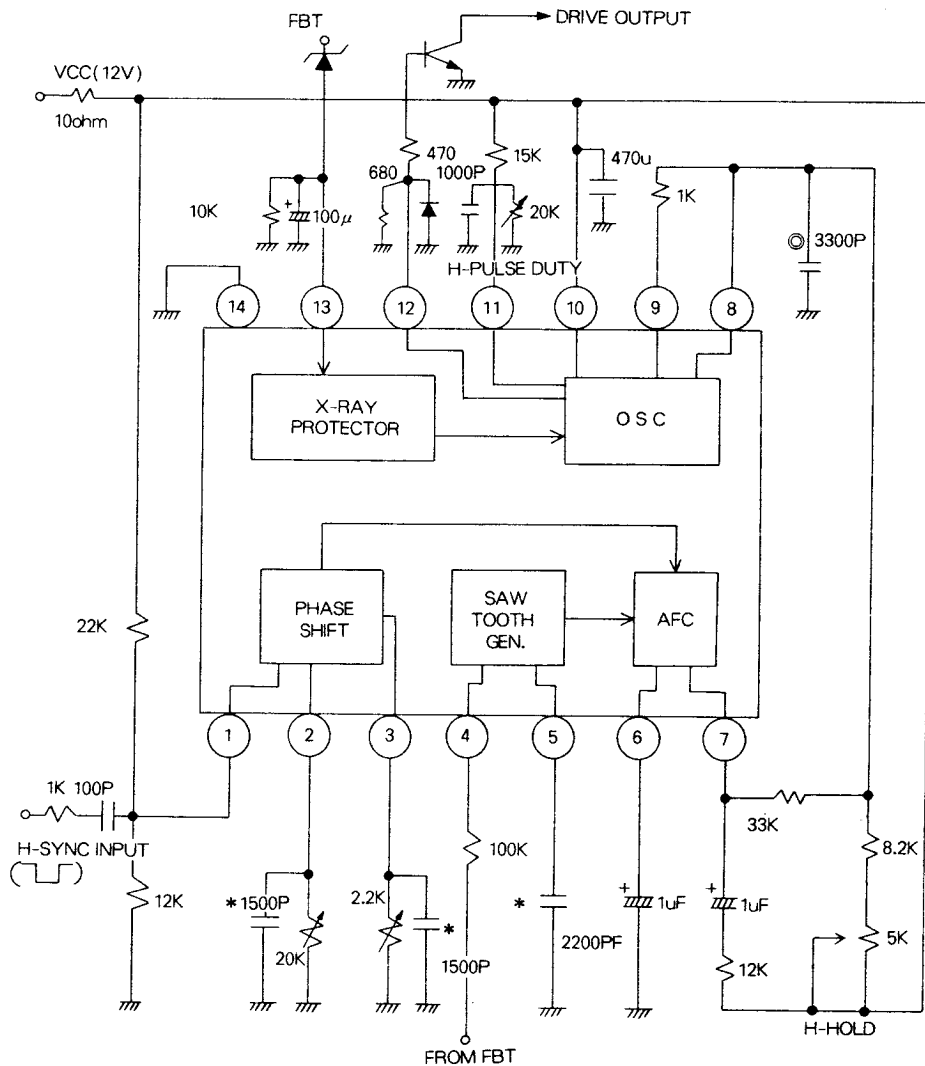 FBT
DRIVE OUTPUT
VCC(12V)
10ohm
470
680
1000P
15K
20K
470u
1K
3300P
10K
+
100μ
H-PULSE DUTY
14
13
12
11
10
9
8
X-RAY
PROTECTOR
OSC
PHASE
SHIFT
SAW
TOOTH
GEN.
AFC
22K
1
2
3
4
5
6
7
1K 100P
H-SYNC INPUT
12K
*1500P
20K
2.2K
*
1500P
100K
*
2200PF
+
1uF
+
1uF
33K
8.2K
5K
12K
H-HOLD
FROM FBT